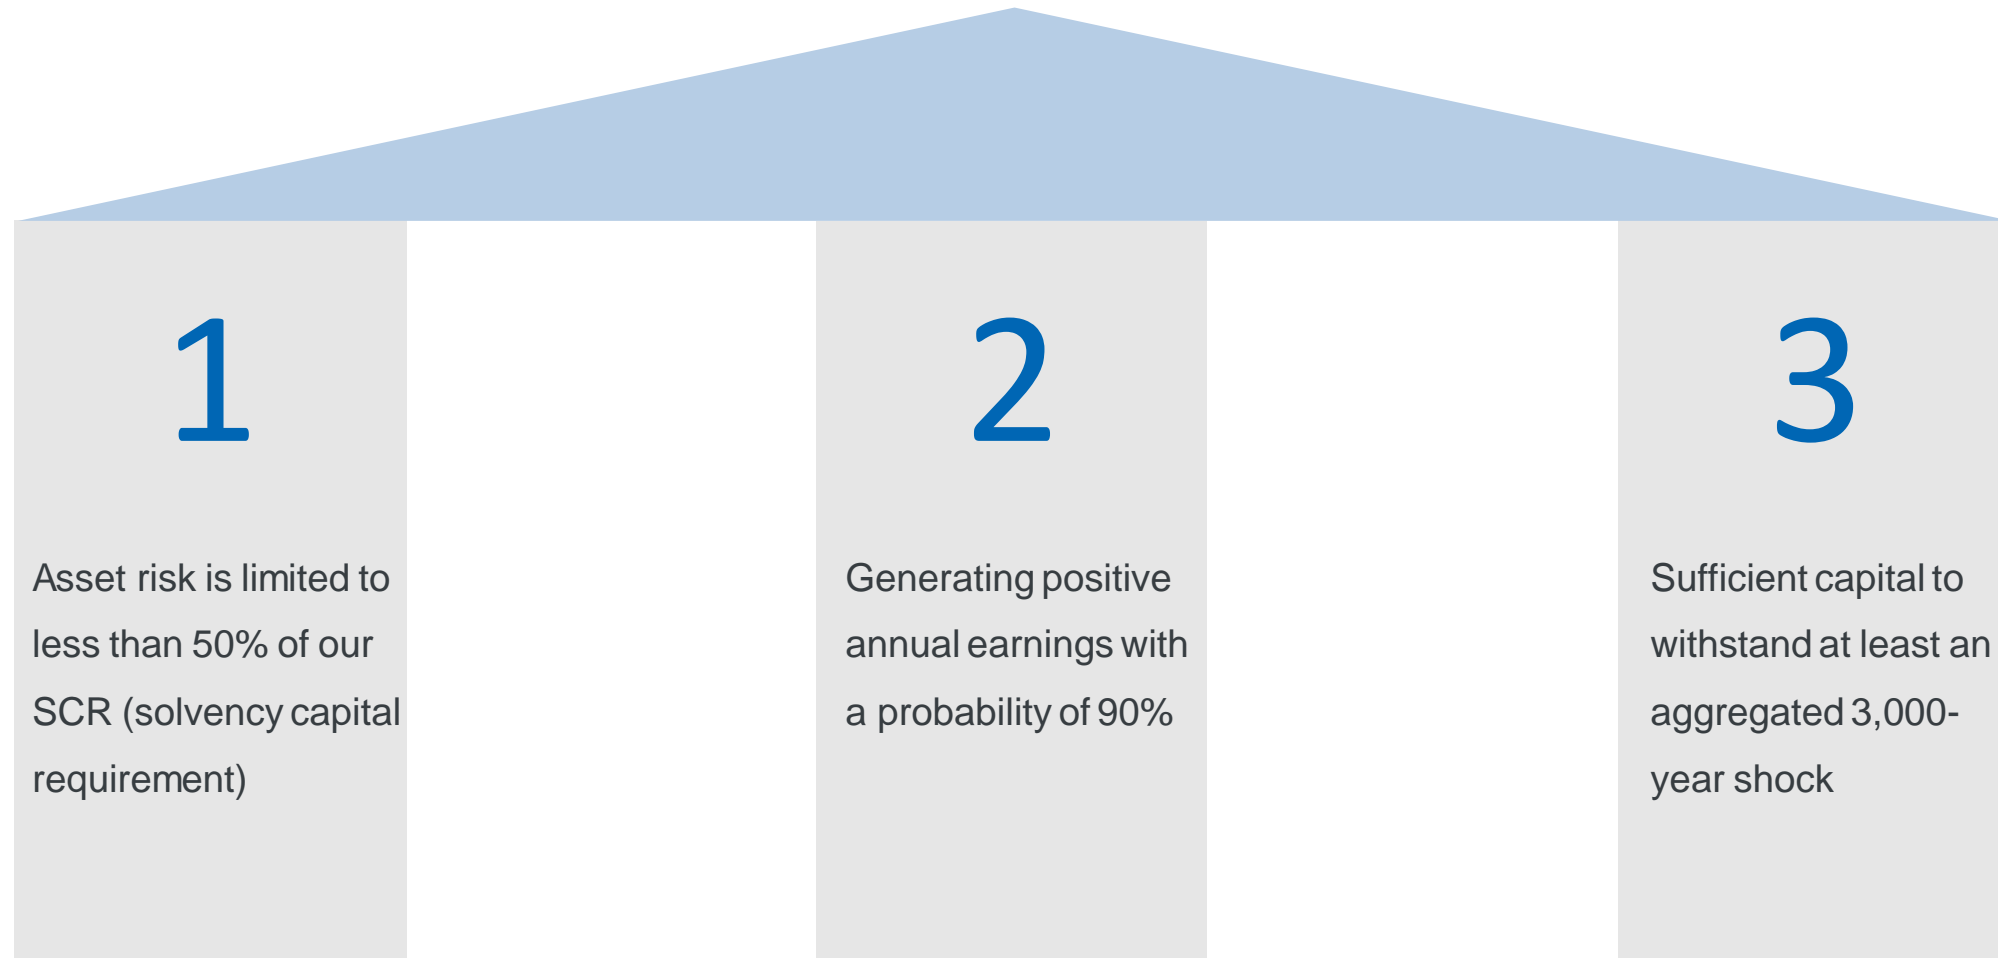 1
Asset risk is limited to
less than 50% of our
SCR (solvency capital
requirement)
2
Generating positive
annual earnings with
a probability of 90%
3
Sufficient capital to
withstand at least an
aggregated 3,000-
year shock